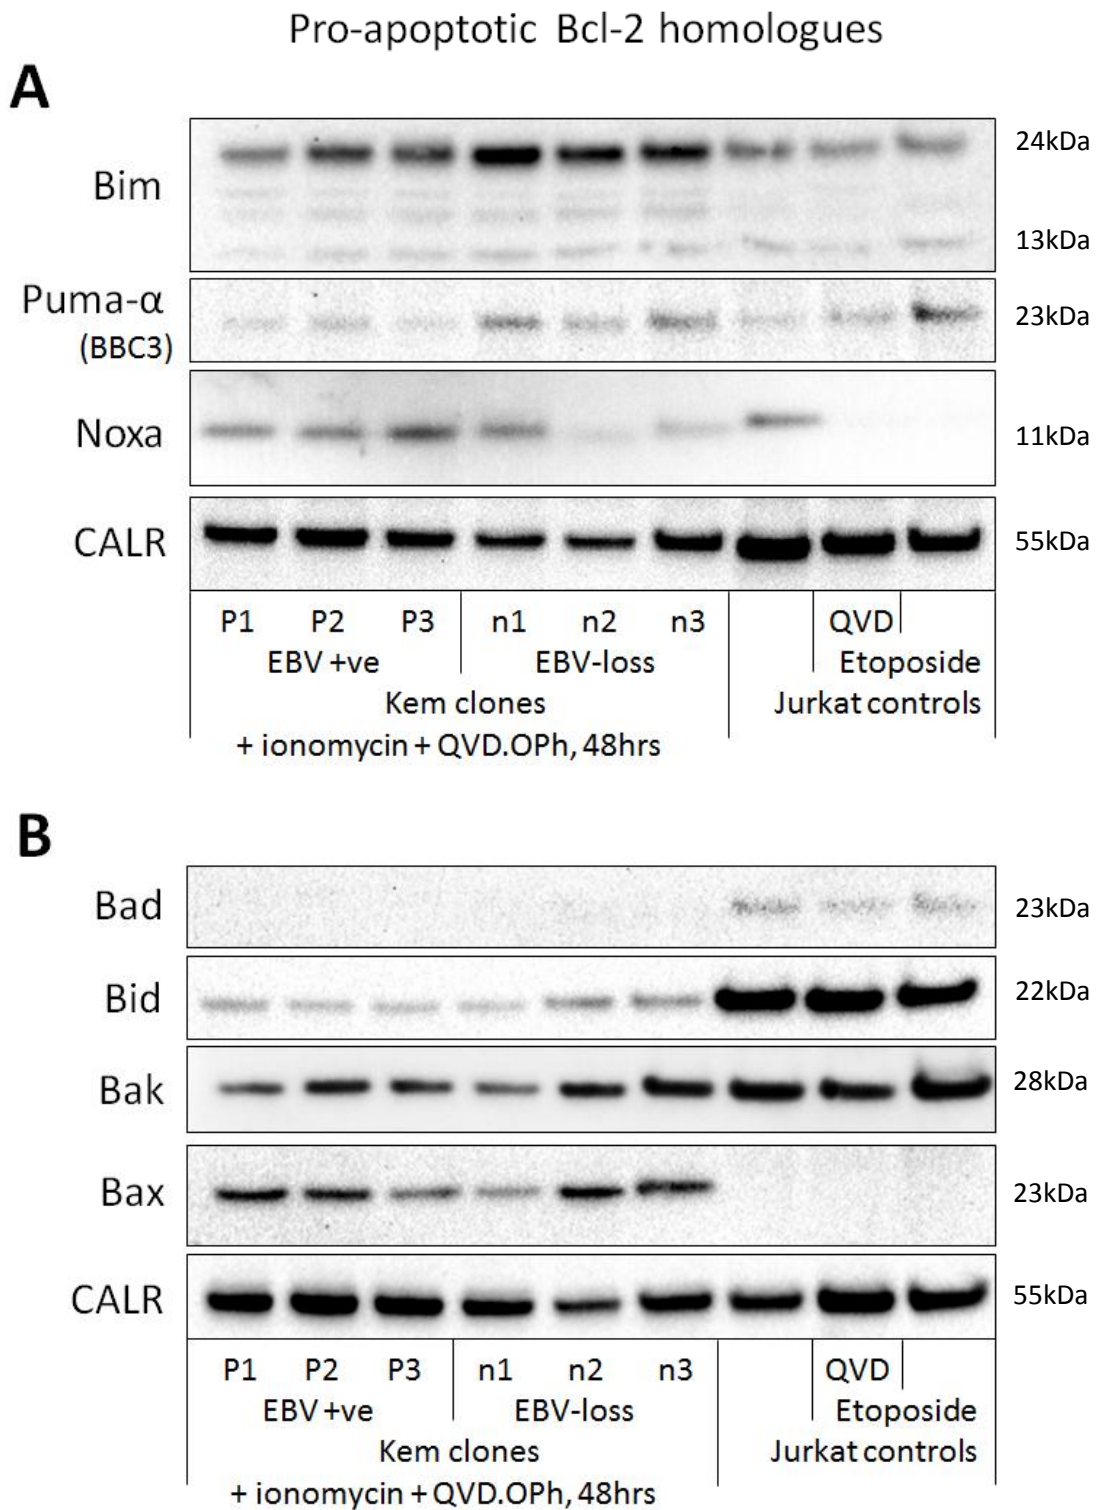 Pro-apoptotic Bcl-2 homologues
A
Bim
24kDa
13kDa
Puma-α
(BBC3)
23kDa
Noxa
11kDa
CALR
55kDa
P1 P2 P3 n1 n2 n3 QVD
EBV +ve EBV-loss Etoposide
Kem clones Jurkat controls
+ ionomycin + QVD.OPh, 48hrs
B
Bad
23kDa
Bid
22kDa
Bak
28kDa
Bax
23kDa
CALR
55kDa
P1 P2 P3 n1 n2 n3 QVD
EBV +ve EBV-loss Etoposide
Kem clones Jurkat controls
+ ionomycin + QVD.OPh, 48hrs